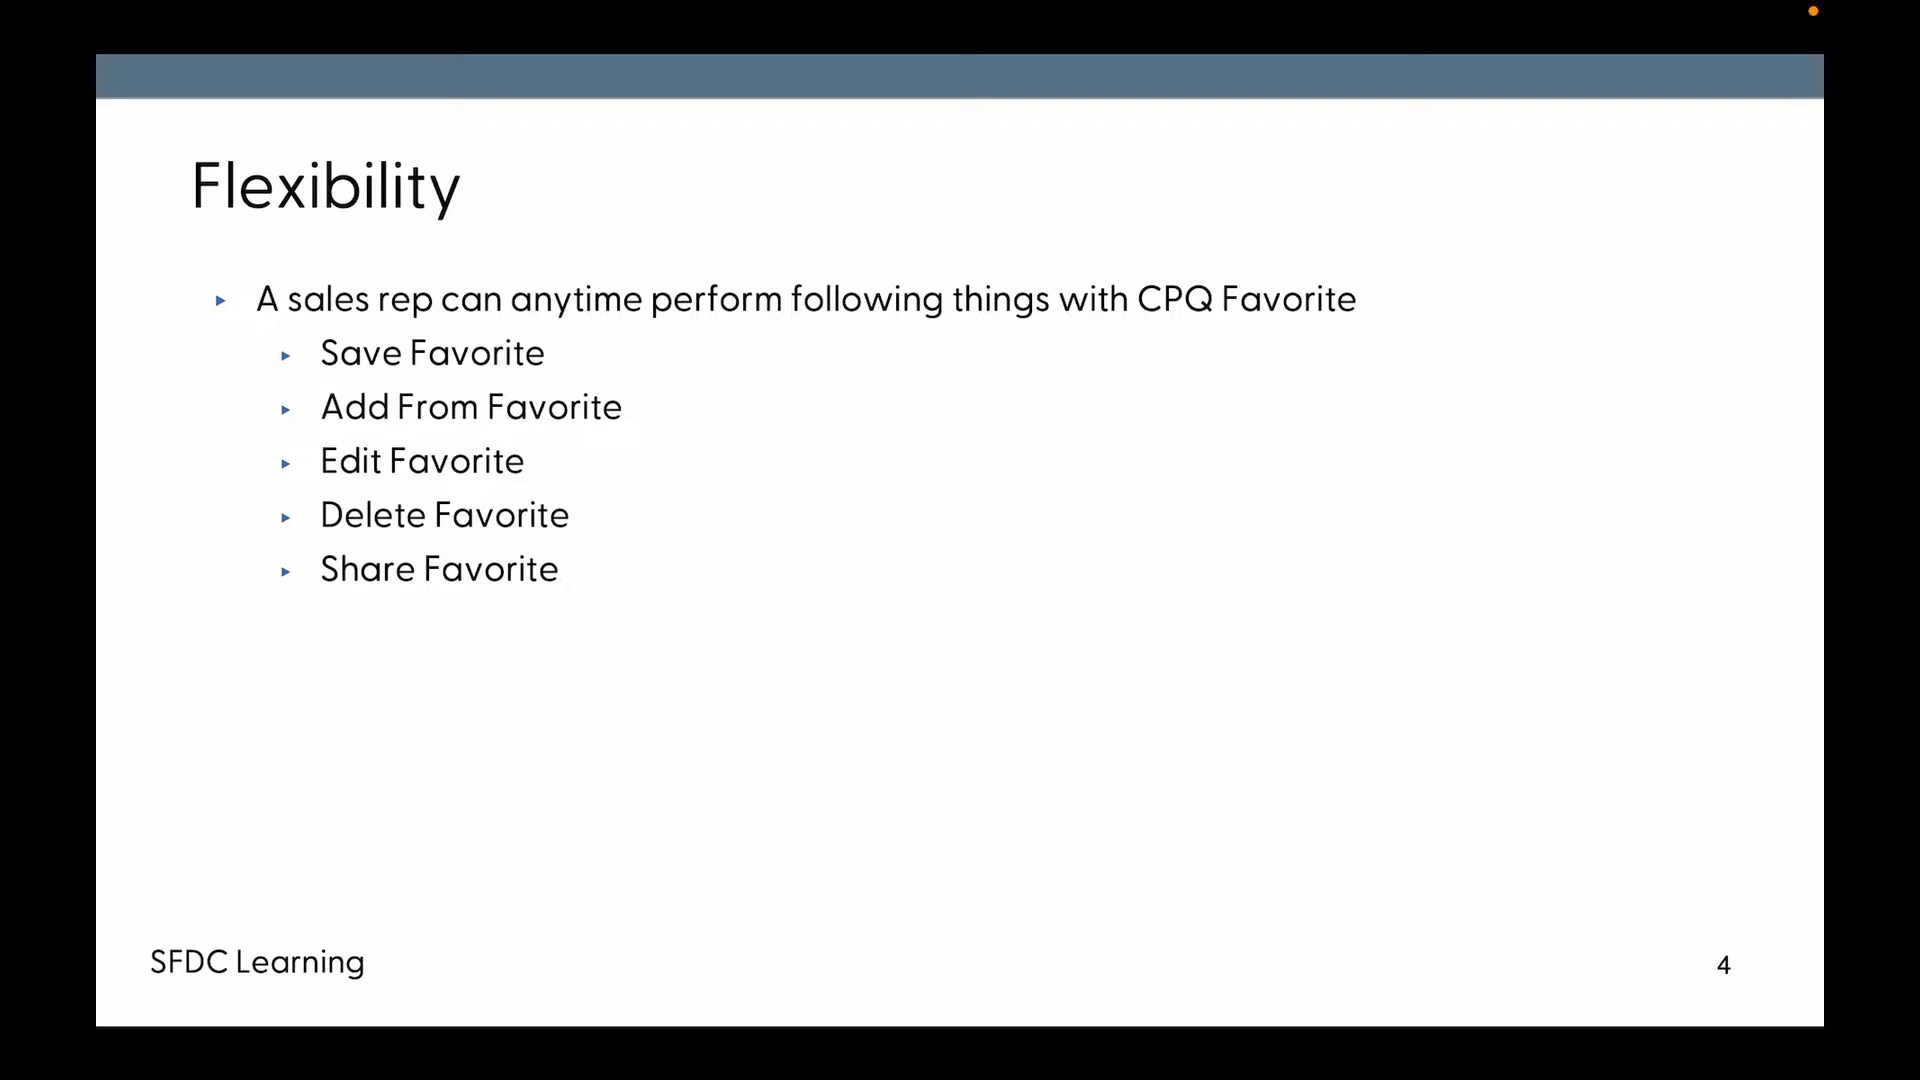 Flexibility
A sales rep can anytime perform following things with CPQ Favorite
Save Favorite
Add From Favorite
Edit Favorite
Delete Favorite
Share Favorite
SFDC Learning
4